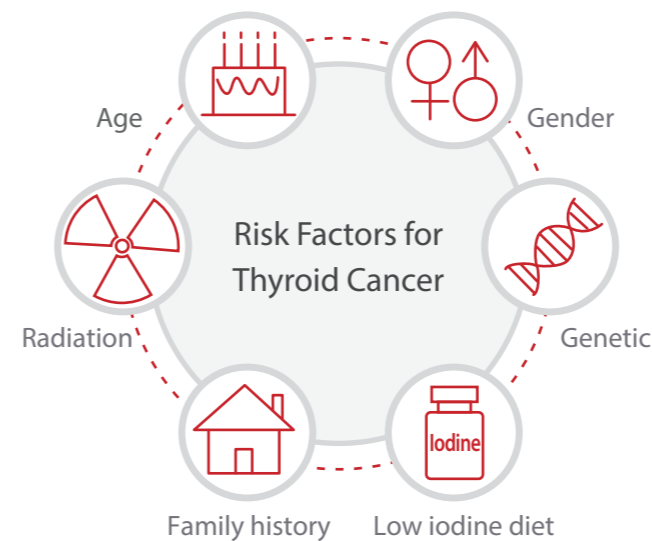 Age
Gender
Risk Factors for
Thyroid Cancer
Radiation
Genetic
Iodine
Family history
Low iodine diet